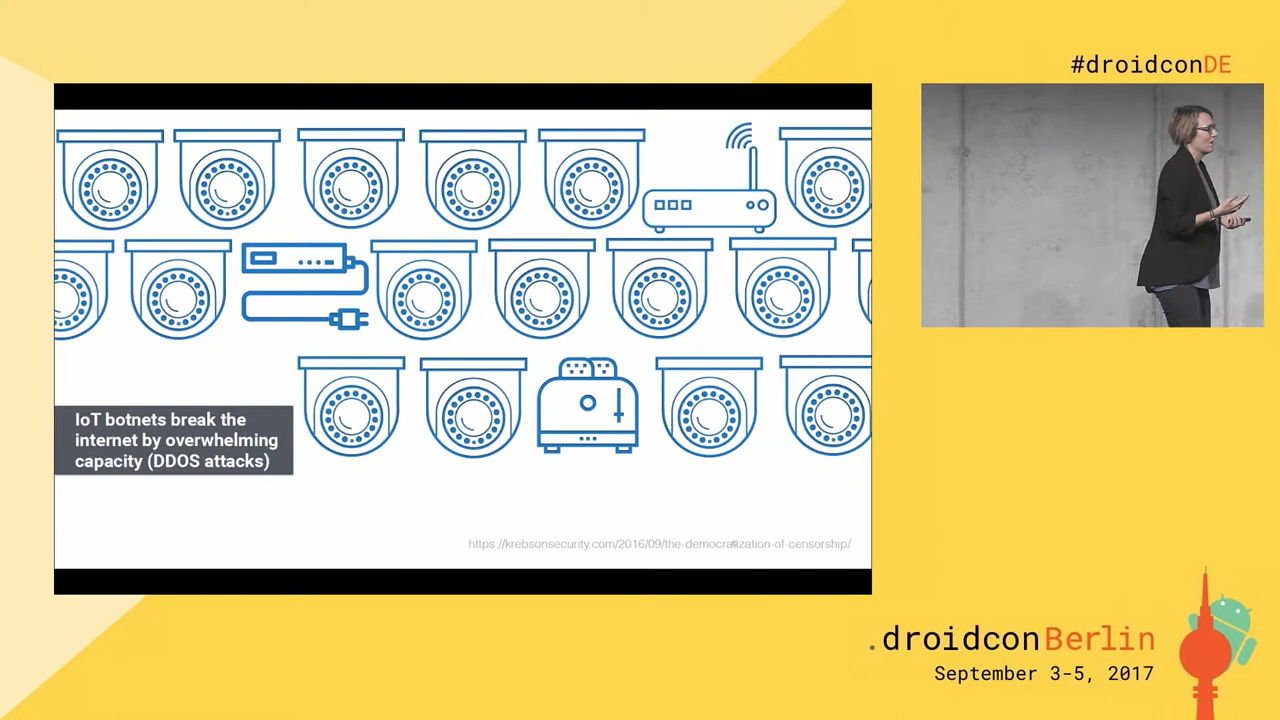 #droidconDE
IoT botnets break the
internet by overwhelming
capacity (DDOS attacks)
https://krebsonsecurity.com/2016/09/the-democratization-of-censorship/
.droidconBerlin
September 3-5, 2017